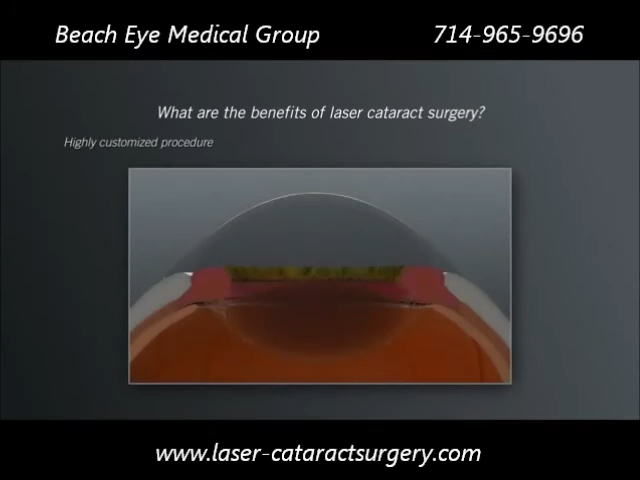 Beach Eye Medical Group 714-965-9696
What are the benefits of laser cataract surgery?
Highly customized procedure
www.laser-cataractsurgery.com